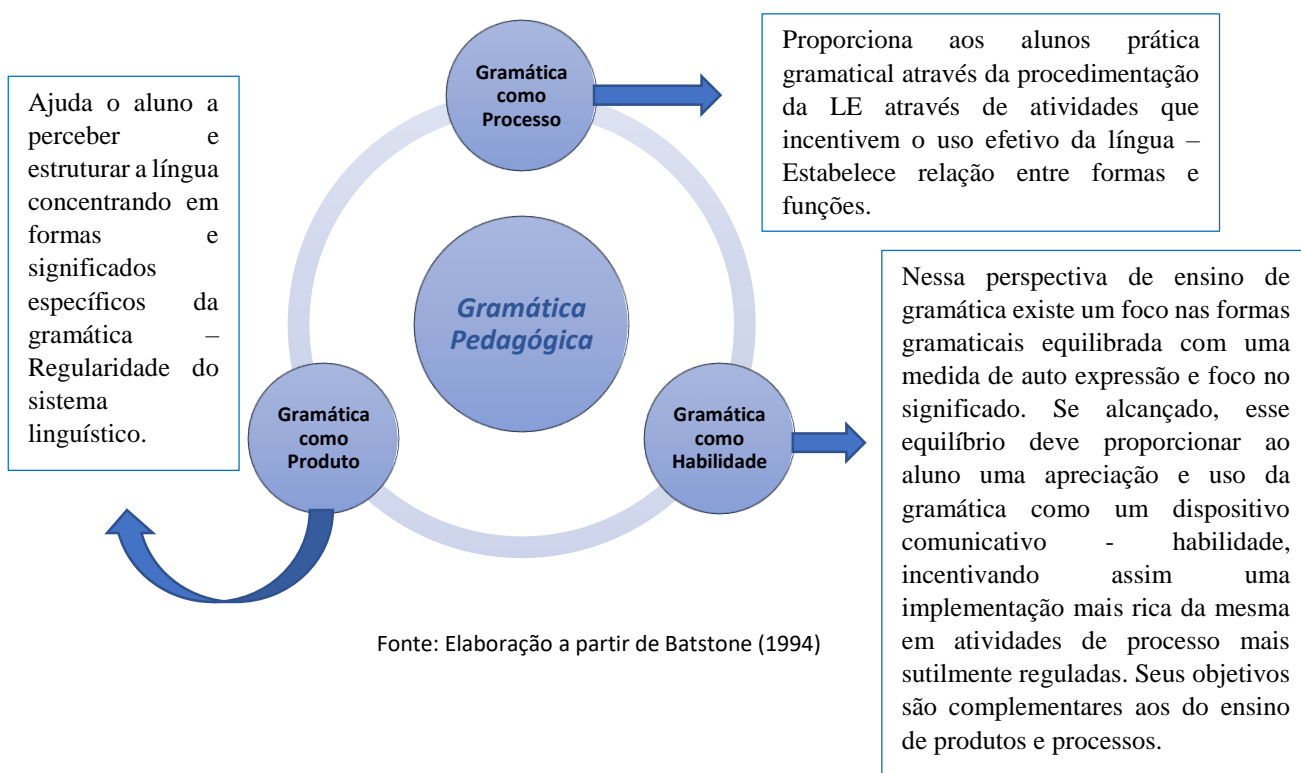 Gramática
como
Processo
Proporciona aos alunos prática
gramatical através da procedimentação
da LE através de atividades que
incentivem o uso efetivo da língua –
Estabelece relação entre formas e
funções.
Ajuda o aluno a
perceber e
estruturar a língua
concentrando em
formas e
significados
específicos da
gramática –
Regularidade do
sistema
linguístico.
Gramática
Pedagógica
Gramática
como
Produto
Gramática
como
Habilidade
Nessa perspectiva de ensino de
gramática existe um foco nas formas
gramaticais equilibrada com uma
medida de auto expressão e foco no
significado. Se alcançado, esse
equilíbrio deve proporcionar ao
aluno uma apreciação e uso da
gramática como um dispositivo
comunicativo - habilidade,
incentivando assim uma
implementação mais rica da mesma
em atividades de processo mais
sutilmente reguladas. Seus objetivos
são complementares aos do ensino
de produtos e processos.
Fonte: Elaboração a partir de Batstone (1994)